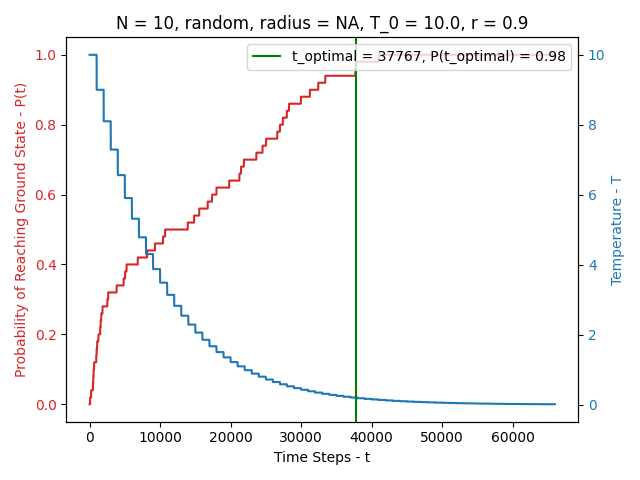 N = 10, random, radius = NA, T_0 = 10.0, r = 0.9
t_optimal = 37767, P(t_optimal) = 0.98
Probability of Reaching Ground State - P(t)
1.0
0.8
0.6
0.4
0.2
0.0
10
8
6
4
2
0
Temperature - T
0 10000 20000 30000 40000 50000 60000
Time Steps - t